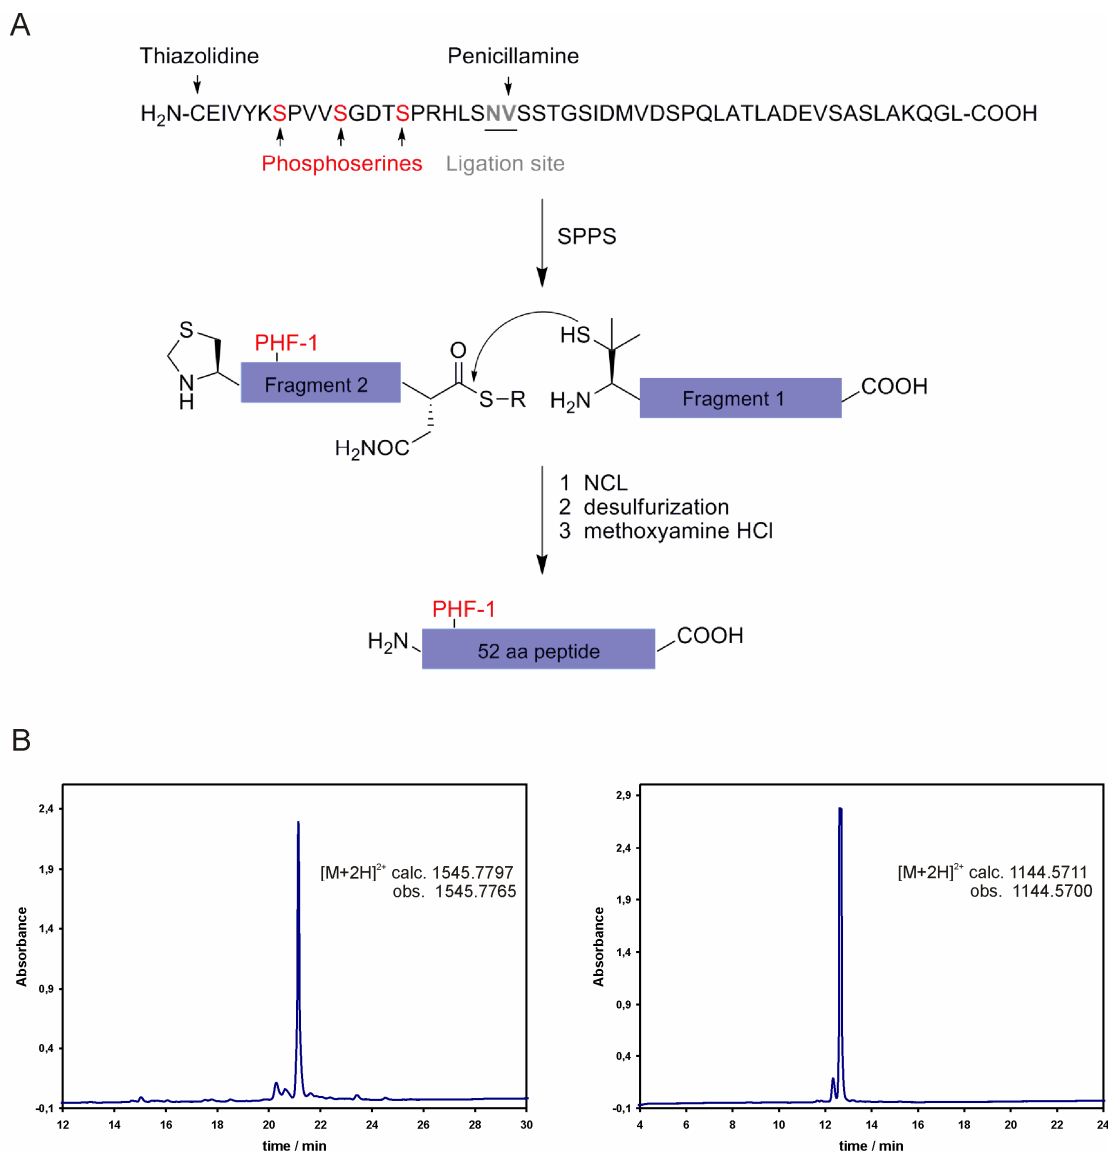 A
Thiazolidine Penicillamine
H₂N-CEIVYKSPVVSGDTSPRHLSNVSSTGSIDMVDSPQLATLADEVSASLAKQGL-COOH
Phosphoserines Ligation site
SPPS
S
N
H
PHF-1
Fragment 2
O
S–R
H₂NOC
HS
H₂N
Fragment 1
COOH
1 NCL
2 desulfurization
3 methoxyamine HCl
PHF-1
H₂N
52 aa peptide
COOH
B
2,4
1,9
1,4
0,9
0,4
-0,1
Absorbance
[M+2H]²⁺ calc. 1545.7797
obs. 1545.7765
12 14 16 18 20 22 24 26 28 30
time / min
2,9
2,4
1,9
1,4
0,9
0,4
-0,1
Absorbance
[M+2H]²⁺ calc. 1144.5711
obs. 1144.5700
4 6 8 10 12 14 16 18 20 22 24
time / min